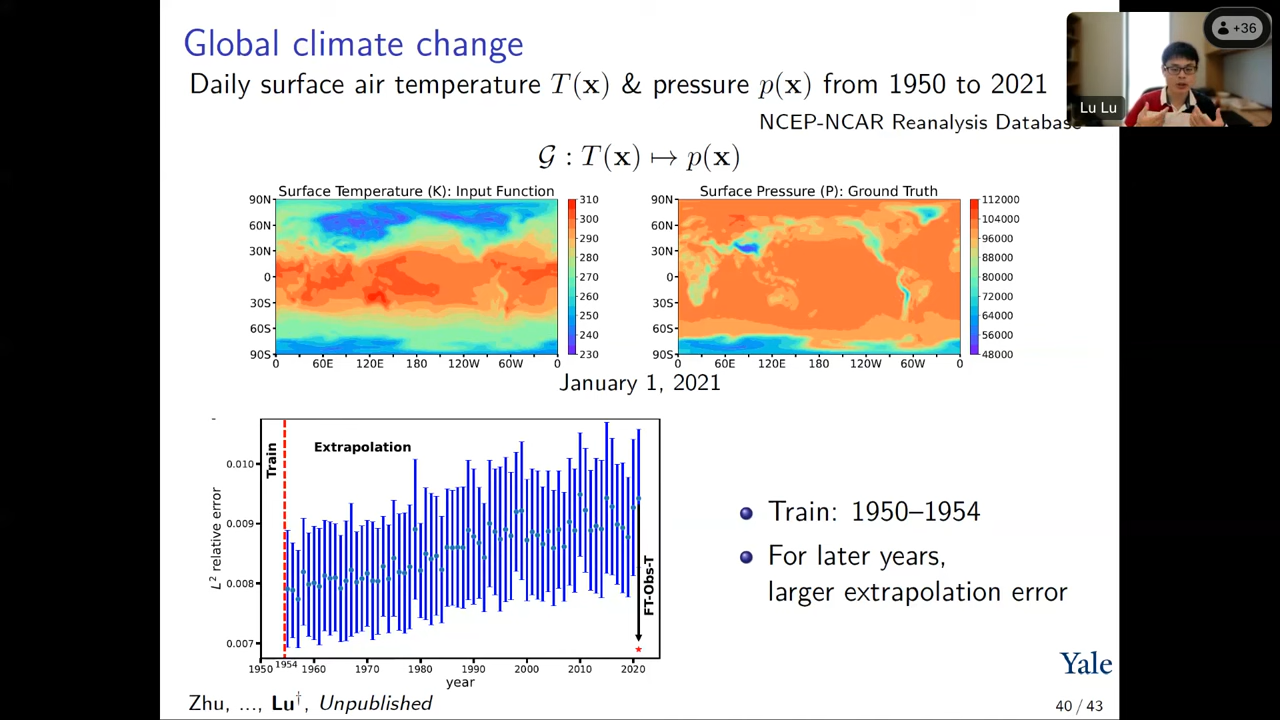 Global climate change
Daily surface air temperature T(x) & pressure p(x) from 1950 to 2021
NCEP-NCAR Reanalysis Database
+36
Lu Lu
𝒢 : T(x) ↦ p(x)
Surface Temperature (K): Input Function
90N
60N
30N
0
30S
60S
90S
0 60E 120E 180 120W 60W 0
310
300
290
280
270
260
250
240
230
Surface Pressure (P): Ground Truth
90N
60N
30N
0
30S
60S
90S
0 60E 120E 180 120W 60W 0
112000
104000
96000
88000
80000
72000
64000
56000
48000
January 1, 2021
Train
Extrapolation
FT-Obs-T
L² relative error
0.010
0.009
0.008
0.007
1950 1954 1960 1970 1980 1990 2000 2010 2020
year
Train: 1950–1954
For later years,
larger extrapolation error
Yale
Zhu, ..., Lu†, Unpublished
40 / 43